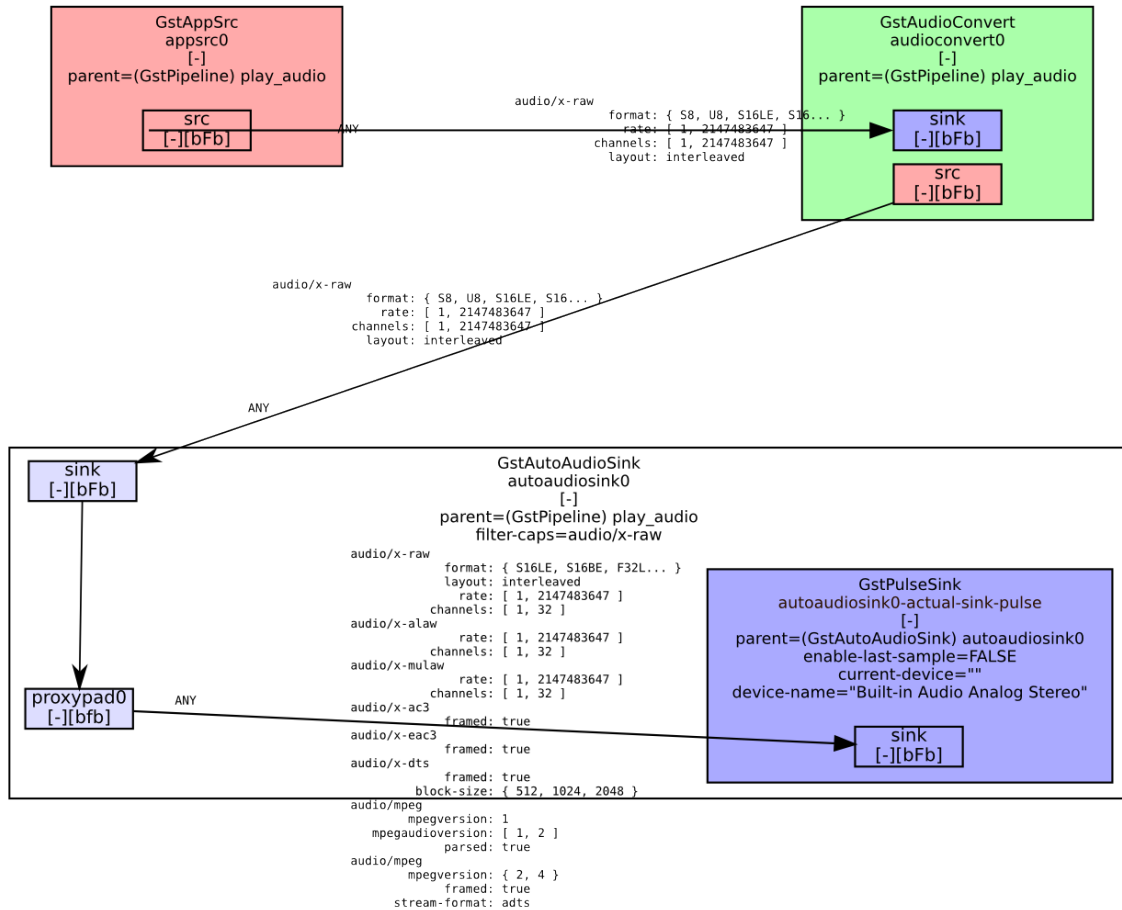 GstAppSrc
appsrc0
[-]
parent=(GstPipeline) play_audio
src
[-][bFb]
ANY
audio/x-raw
format: { S8, U8, S16LE, S16... }
rate: [ 1, 2147483647 ]
channels: [ 1, 2147483647 ]
layout: interleaved
GstAudioConvert
audioconvert0
[-]
parent=(GstPipeline) play_audio
sink
[-][bFb]
src
[-][bFb]
audio/x-raw
format: { S8, U8, S16LE, S16... }
rate: [ 1, 2147483647 ]
channels: [ 1, 2147483647 ]
layout: interleaved
ANY
sink
[-][bFb]
GstAutoAudioSink
autoaudiosink0
[-]
parent=(GstPipeline) play_audio
filter-caps=audio/x-raw
proxypad0
[-][bfb]
ANY
audio/x-raw
format: { S16LE, S16BE, F32L... }
layout: interleaved
rate: [ 1, 2147483647 ]
channels: [ 1, 32 ]
audio/x-alaw
rate: [ 1, 2147483647 ]
channels: [ 1, 32 ]
audio/x-mulaw
rate: [ 1, 2147483647 ]
channels: [ 1, 32 ]
audio/x-ac3
framed: true
audio/x-eac3
framed: true
audio/x-dts
framed: true
block-size: { 512, 1024, 2048 }
audio/mpeg
mpegversion: 1
mpegaudioversion: [ 1, 2 ]
parsed: true
audio/mpeg
mpegversion: { 2, 4 }
framed: true
stream-format: adts
GstPulseSink
autoaudiosink0-actual-sink-pulse
[-]
parent=(GstAutoAudioSink) autoaudiosink0
enable-last-sample=FALSE
current-device=""
device-name="Built-in Audio Analog Stereo"
sink
[-][bFb]